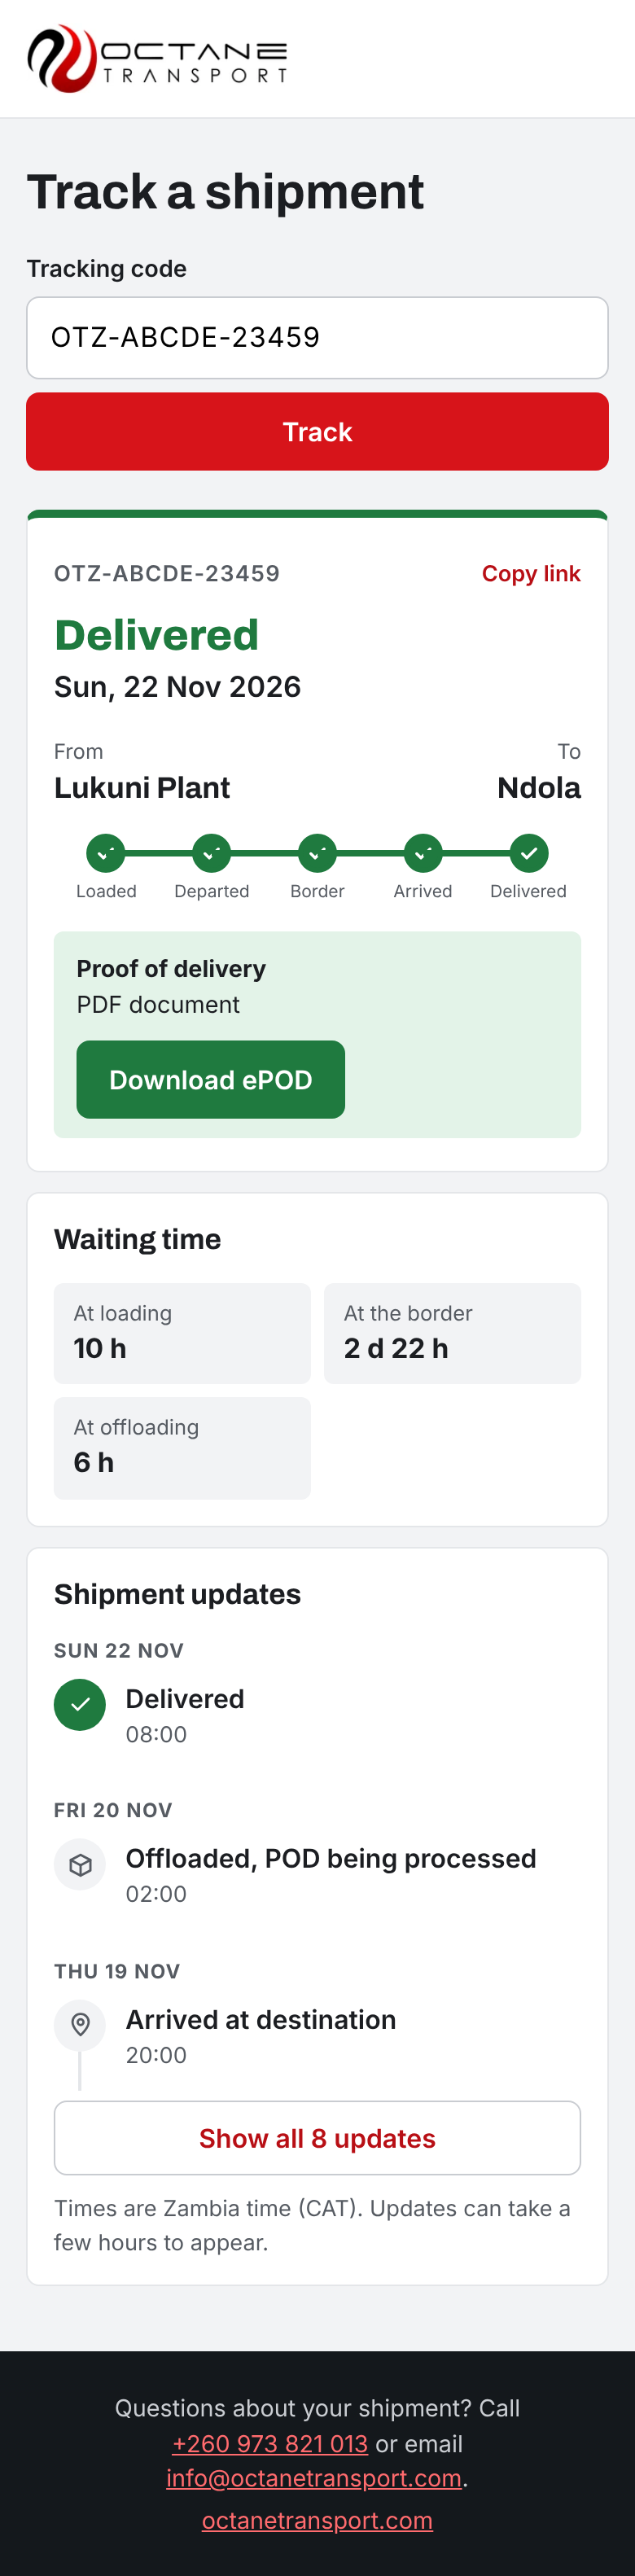 OCTANE
TRANSPORT
Track a shipment
Tracking code
OTZ-ABCDE-23459
Track
OTZ-ABCDE-23459 Copy link
Delivered
Sun, 22 Nov 2026
From To
Lukuni Plant Ndola
Loaded Departed Border Arrived Delivered
Proof of delivery
PDF document
Download ePOD
Waiting time
At loading At the border
10 h 2 d 22 h
At offloading
6 h
Shipment updates
SUN 22 NOV
Delivered
08:00
FRI 20 NOV
Offloaded, POD being processed
02:00
THU 19 NOV
Arrived at destination
20:00
Show all 8 updates
Times are Zambia time (CAT). Updates can take a
few hours to appear.
Questions about your shipment? Call
+260 973 821 013 or email
info@octanetransport.com.
octanetransport.com